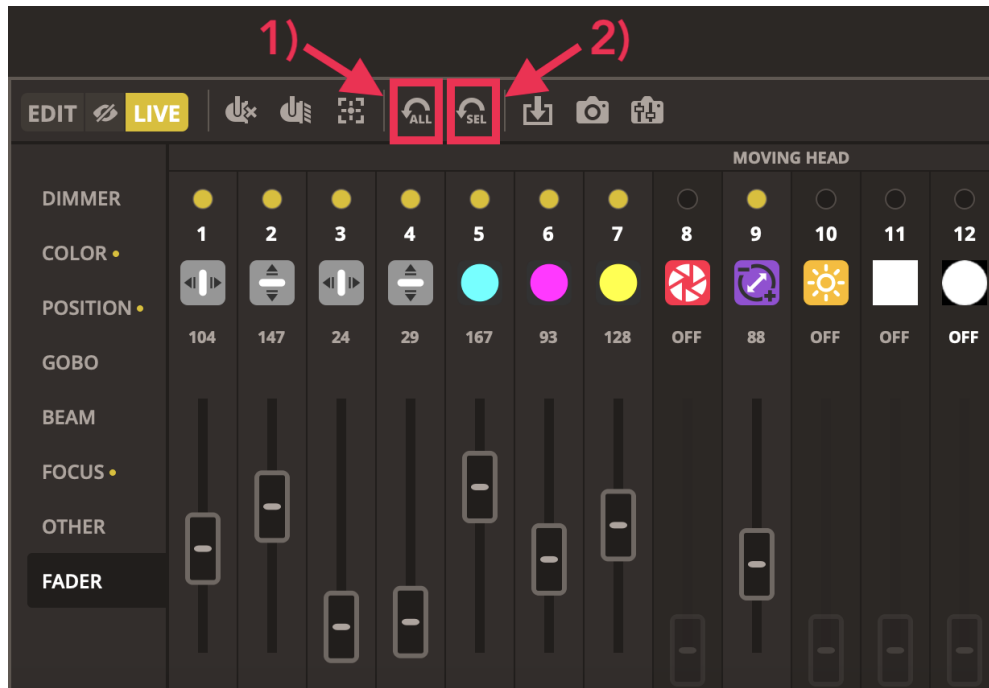 1) 2)
EDIT LIVE ALL SEL
MOVING HEAD
DIMMER
COLOR
POSITION
GOBO
BEAM
FOCUS
OTHER
FADER
1 2 3 4 5 6 7 8 9 10 11 12
104 147 24 29 167 93 128 OFF 88 OFF OFF OFF